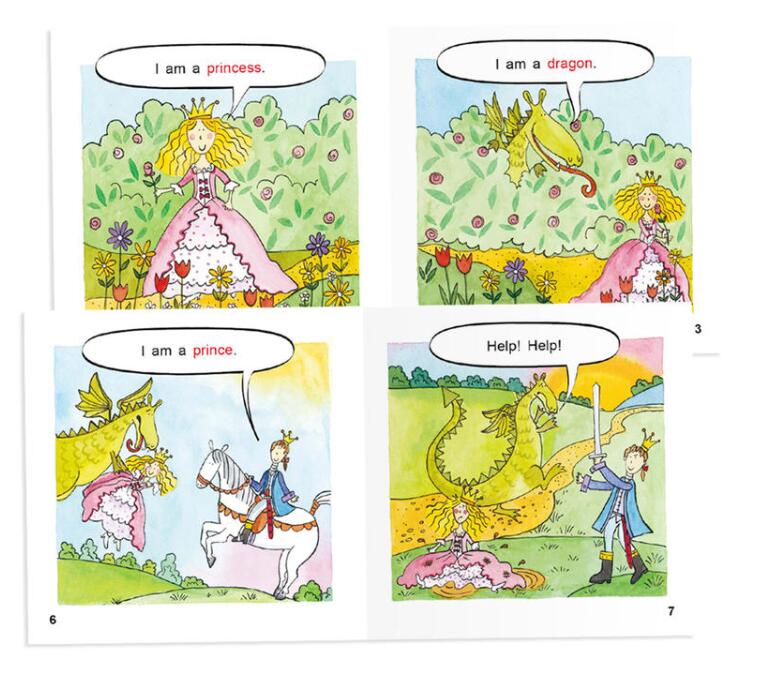 I am a princess.
I am a dragon.
3
I am a prince.
Help! Help!
6
7